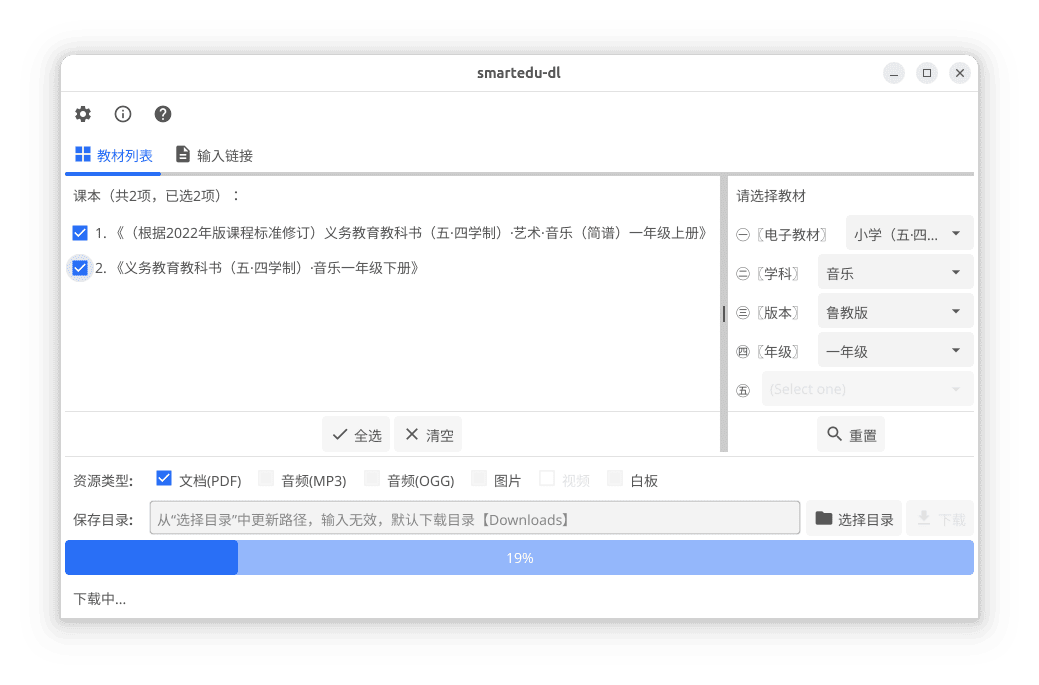 smartedu-dl
教材列表 输入链接
课本（共2项，已选2项）：
1. 《（根据2022年版课程标准修订）义务教育教科书（五·四学制）·艺术·音乐（简谱）一年级上册》
2. 《义务教育教科书（五·四学制）·音乐一年级下册》
全选 清空
请选择教材
㊀〖电子教材〗 小学（五·四...
㊁〖学科〗 音乐
㊂〖版本〗 鲁教版
㊃〖年级〗 一年级
㊄ (Select one)
重置
资源类型: 文档(PDF) 音频(MP3) 音频(OGG) 图片 视频 白板
保存目录: 从“选择目录”中更新路径，输入无效，默认下载目录【Downloads】 选择目录 下载
19%
下载中...